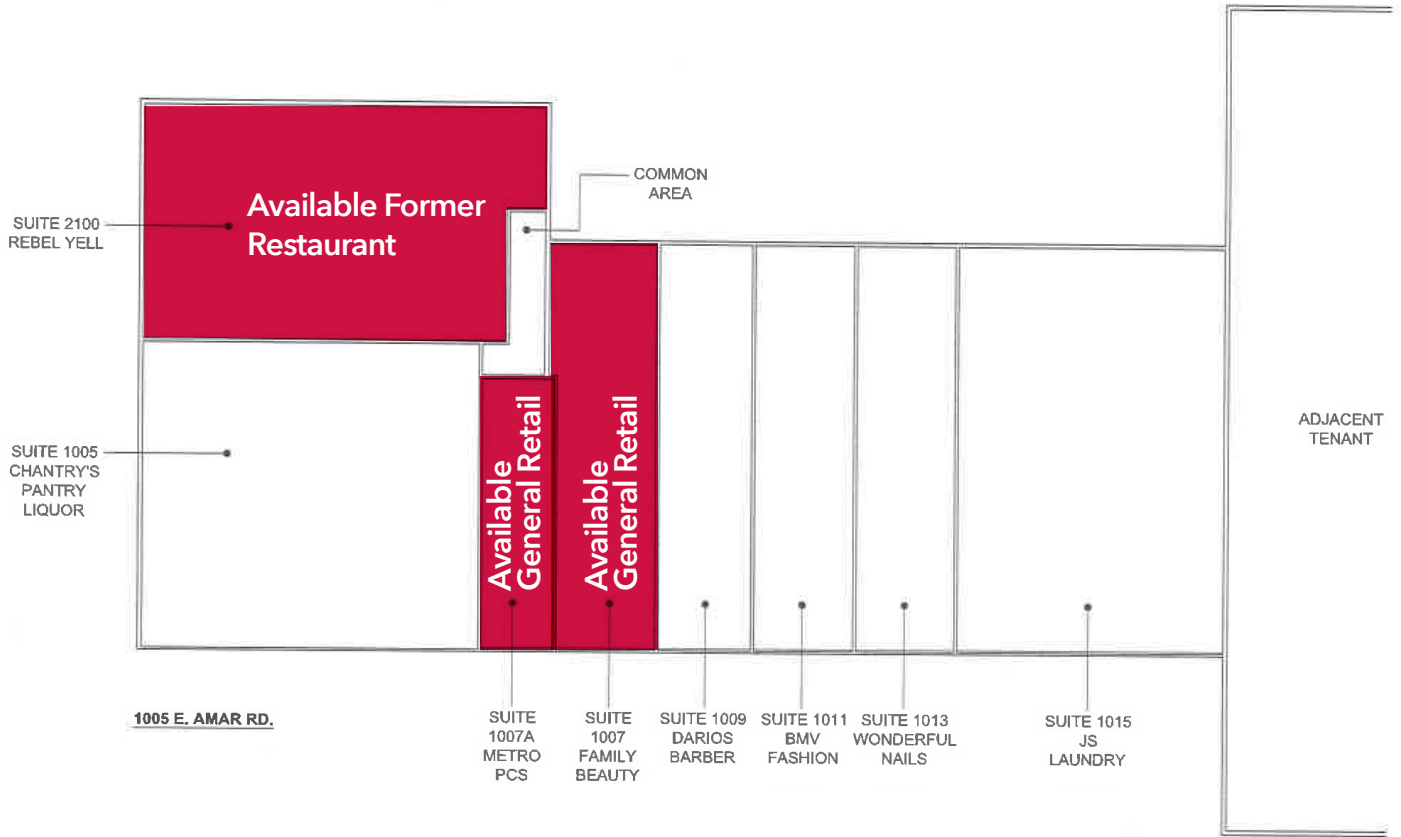 COMMON
AREA
SUITE 2100
REBEL YELL
Available Former
Restaurant
SUITE 1005
CHANTRY'S
PANTRY
LIQUOR
Available
General Retail
Available
General Retail
ADJACENT
TENANT
1005 E. AMAR RD.
SUITE
1007A
METRO
PCS
SUITE
1007
FAMILY
BEAUTY
SUITE 1009
DARIOS
BARBER
SUITE 1011
BMV
FASHION
SUITE 1013
WONDERFUL
NAILS
SUITE 1015
JS
LAUNDRY